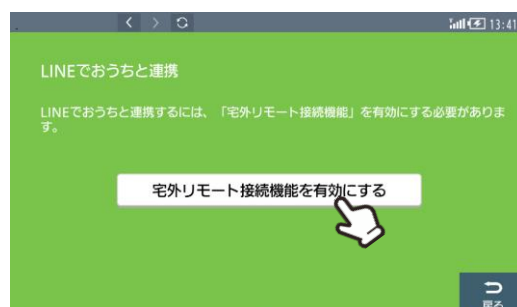 13:41
LINEでおうちと連携
LINEでおうちと連携するには、「宅外リモート接続機能」を有効にする必要がありま
す。
宅外リモート接続機能を有効にする
戻る